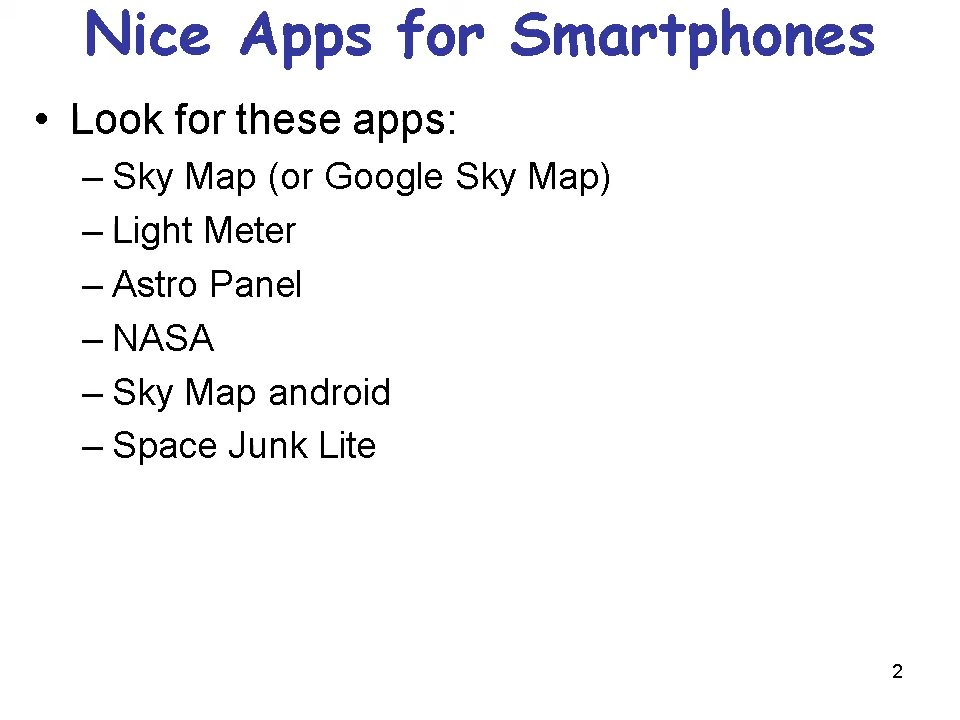 Nice Apps for Smartphones
• Look for these apps:
– Sky Map (or Google Sky Map)
– Light Meter
– Astro Panel
– NASA
– Sky Map android
– Space Junk Lite
2